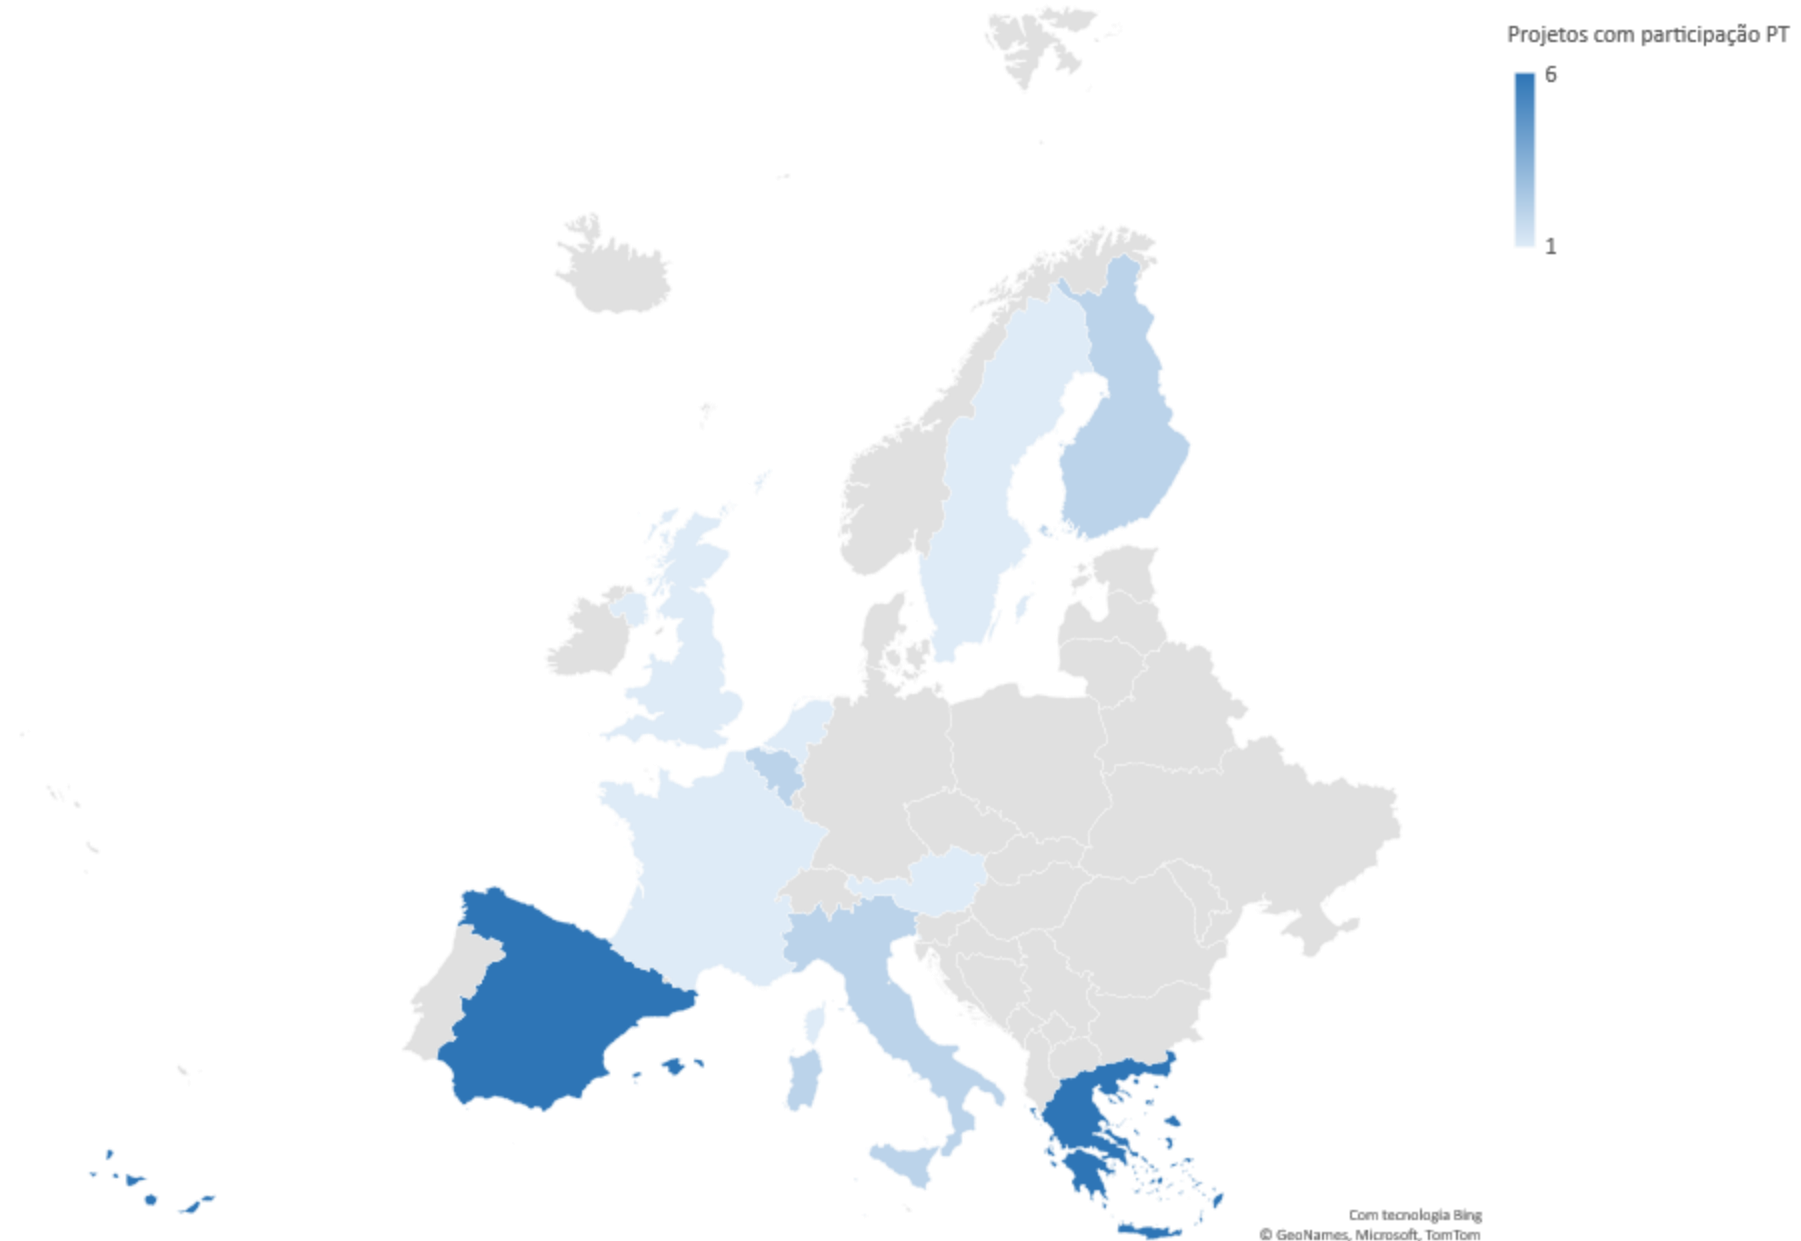 Projetos com participação PT
6
1
Com tecnologia Bing
© GeoNames, Microsoft, TomTom